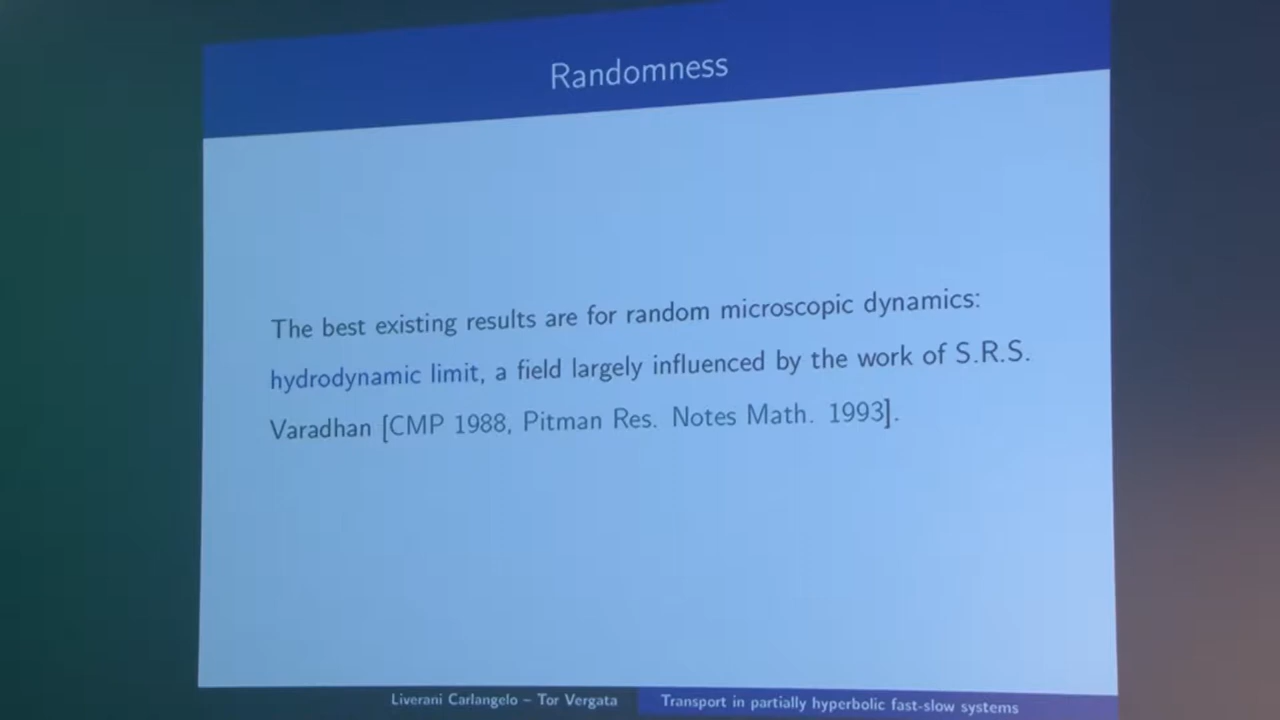 Randomness
The best existing results are for random microscopic dynamics:
hydrodynamic limit, a field largely influenced by the work of S.R.S.
Varadhan [CMP 1988, Pitman Res. Notes Math. 1993].
Liverani Carlangelo – Tor Vergata
Transport in partially hyperbolic fast-slow systems